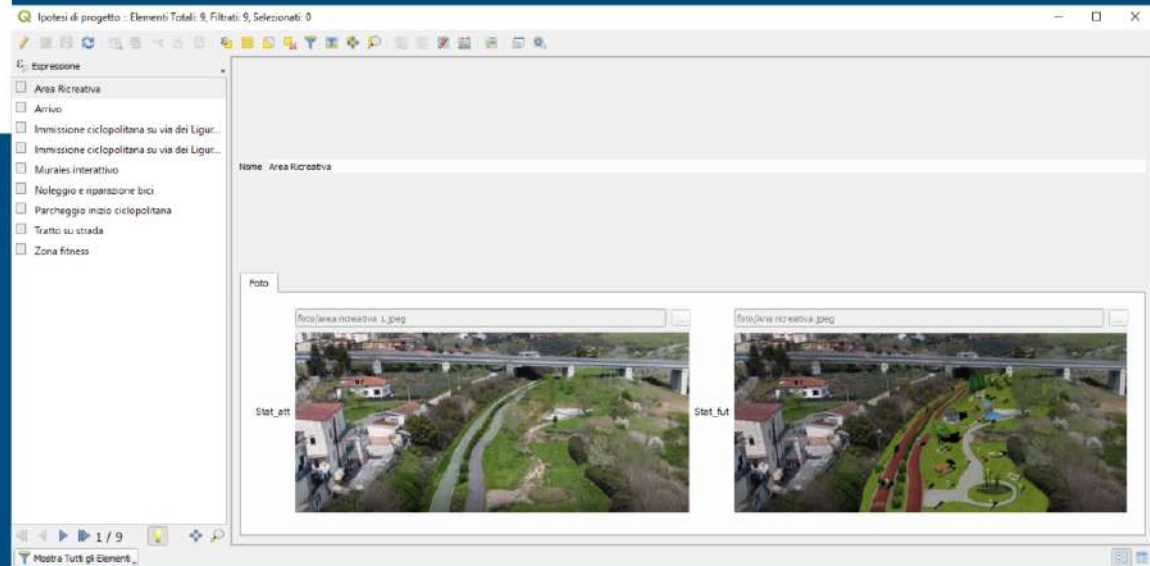 Ipotesi di progetto :: Elementi Totali: 9, Filtrati: 9, Selezionati: 0
Espressione
Area Ricreativa
Arrivo
Immissione ciclopolitana su via dei Ligur...
Immissione ciclopolitana su via dei Ligur...
Murales interattivo
Noleggio e riparazione bici
Parcheggio inizio ciclopolitana
Tratto su strada
Zona fitness
Nome Area Ricreativa
Foto
foto/area ricreativa 1.jpeg ...
foto/Aria ricreativa.jpeg ...
Stat_att
Stat_fut
1 / 9
Mostra Tutti gli Elementi